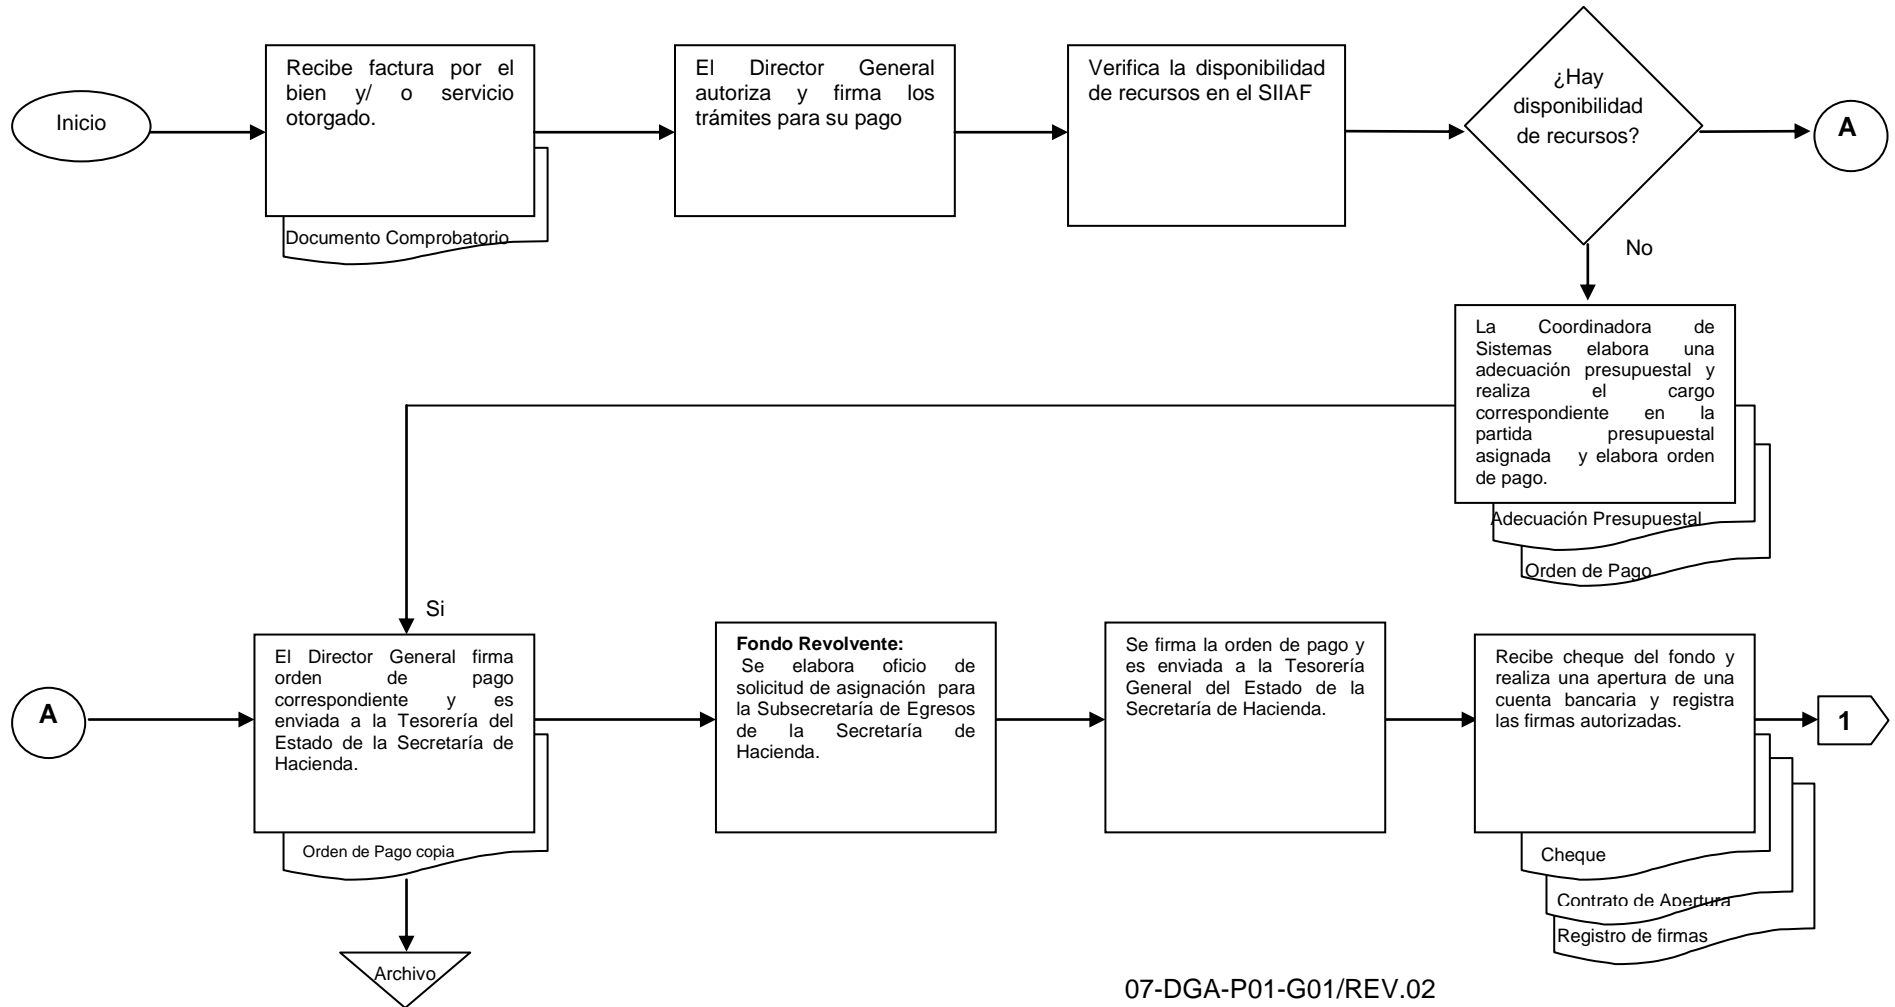 Inicio
Recibe factura por el
bien y/ o servicio
otorgado.
Documento Comprobatorio
El Director General
autoriza y firma los
trámites para su pago
Verifica la disponibilidad
de recursos en el SIIAF
¿Hay
disponibilidad
de recursos?
A
No
La Coordinadora de
Sistemas elabora una
adecuación presupuestal y
realiza el cargo
correspondiente en la
partida presupuestal
asignada y elabora orden
de pago.
Adecuación Presupuestal
Orden de Pago
Si
A
El Director General firma
orden de pago
correspondiente y es
enviada a la Tesorería del
Estado de la Secretaría de
Hacienda.
Orden de Pago copia
Archivo
Fondo Revolvente:
Se elabora oficio de
solicitud de asignación para
la Subsecretaría de Egresos
de la Secretaría de
Hacienda.
Se firma la orden de pago y
es enviada a la Tesorería
General del Estado de la
Secretaría de Hacienda.
Recibe cheque del fondo y
realiza una apertura de una
cuenta bancaria y registra
las firmas autorizadas.
Cheque
Contrato de Apertura
Registro de firmas
1
07-DGA-P01-G01/REV.02